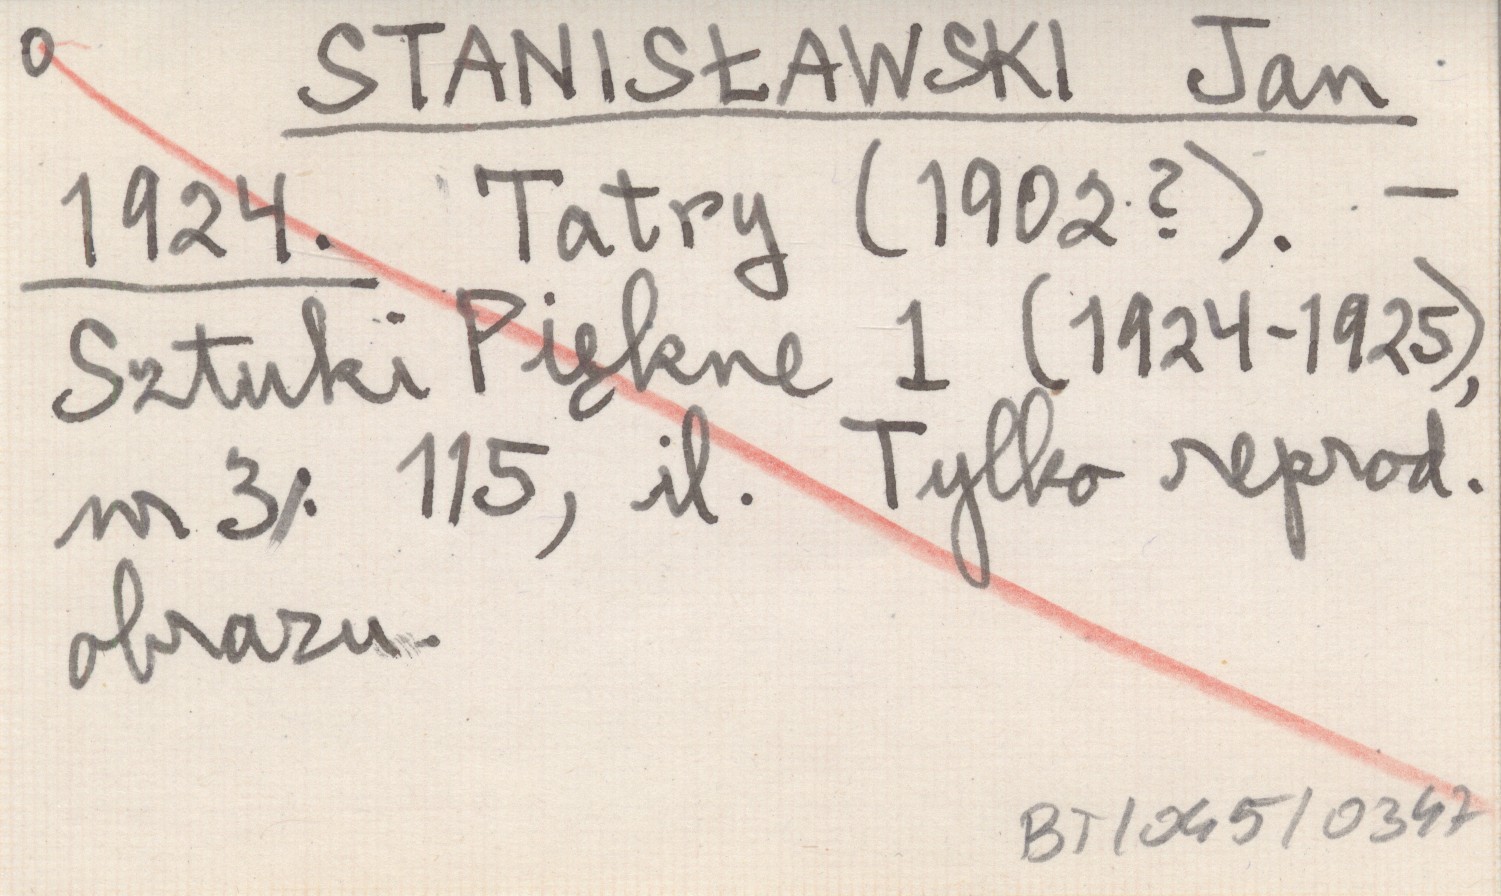 O STANISŁAWSKI Jan
1924. Tatry (1902?). —
Sztuki Piękne 1 (1924-1925),
nr 3/: 115, il. Tylko reprod.
obrazu.
BT/045/0347